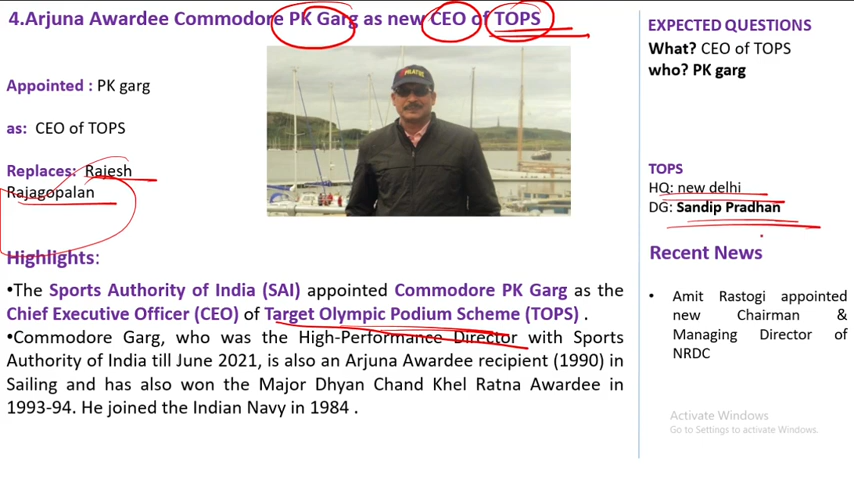 4.Arjuna Awardee Commodore PK Garg as new CEO of TOPS
Appointed : PK garg
as: CEO of TOPS
Replaces: Rajesh
Rajagopalan
Highlights:
•The Sports Authority of India (SAI) appointed Commodore PK Garg as the
Chief Executive Officer (CEO) of Target Olympic Podium Scheme (TOPS) .
•Commodore Garg, who was the High-Performance Director with Sports
Authority of India till June 2021, is also an Arjuna Awardee recipient (1990) in
Sailing and has also won the Major Dhyan Chand Khel Ratna Awardee in
1993-94. He joined the Indian Navy in 1984 .
EXPECTED QUESTIONS
What? CEO of TOPS
who? PK garg
TOPS
HQ: new delhi
DG: Sandip Pradhan
Recent News
• Amit Rastogi appointed
new Chairman &
Managing Director of
NRDC
Activate Windows
Go to Settings to activate Windows.